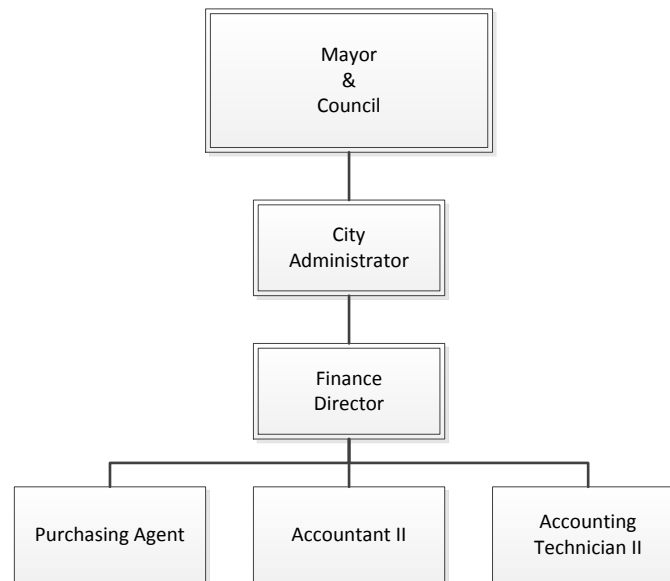 Mayor
&
Council
City
Administrator
Finance
Director
Purchasing Agent
Accountant II
Accounting
Technician II